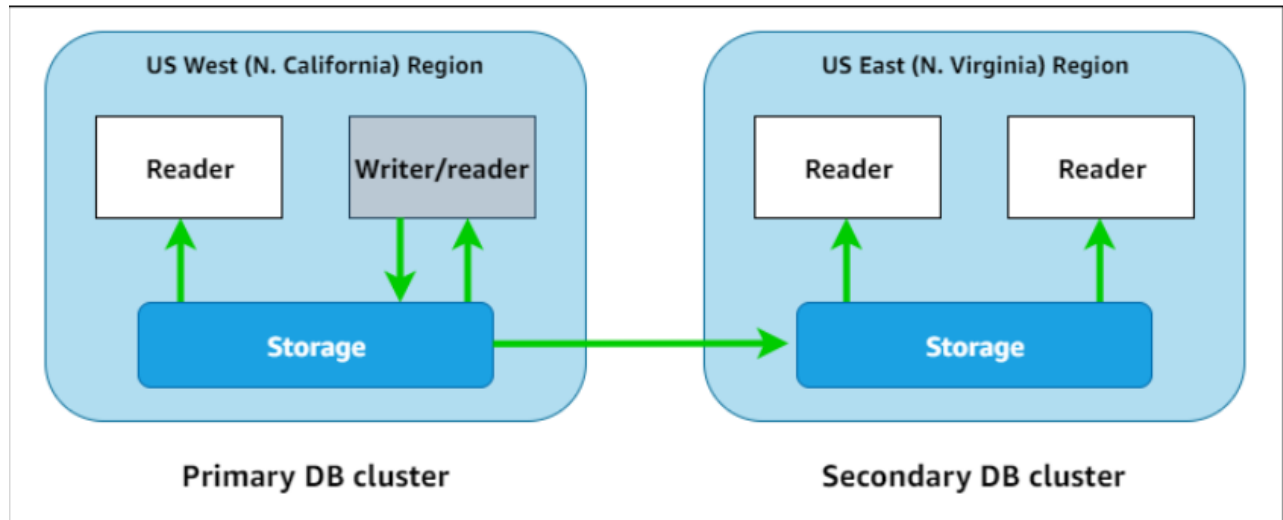 US West (N. California) Region
US East (N. Virginia) Region
Reader
Writer/reader
Reader
Reader
Storage
Storage
Primary DB cluster
Secondary DB cluster